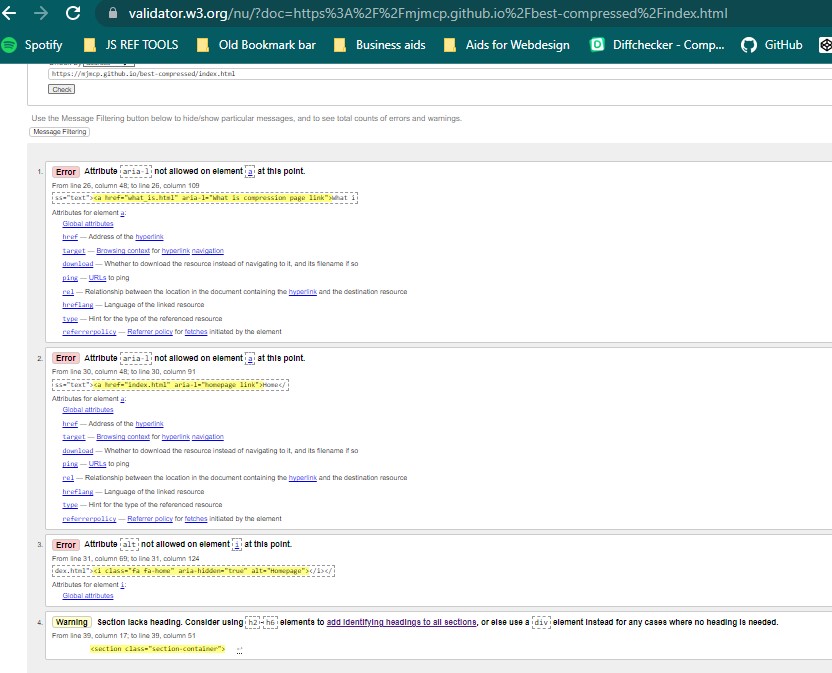 validator.w3.org/nu/?doc=https%3A%2F%2Fmjmcp.github.io%2Fbest-compressed%2Findex.html
Spotify JS REF TOOLS Old Bookmark bar Business aids Aids for Webdesign Diffchecker - Comp... GitHub
https://mjmcp.github.io/best-compressed/index.html
Check
Use the Message Filtering button below to hide/show particular messages, and to see total counts of errors and warnings.
Message Filtering
1. Error Attribute aria-l not allowed on element a at this point.
From line 26, column 48; to line 26, column 109
ss="text"><a href="what_is.html" aria-l="What is compression page link">What i
Attributes for element a:
Global attributes
href — Address of the hyperlink
target — Browsing context for hyperlink navigation
download — Whether to download the resource instead of navigating to it, and its filename if so
ping — URLs to ping
rel — Relationship between the location in the document containing the hyperlink and the destination resource
hreflang — Language of the linked resource
type — Hint for the type of the referenced resource
referrerpolicy — Referrer policy for fetches initiated by the element
2. Error Attribute aria-l not allowed on element a at this point.
From line 30, column 48; to line 30, column 91
ss="text"><a href="index.html" aria-l="homepage link">Home</
Attributes for element a:
Global attributes
href — Address of the hyperlink
target — Browsing context for hyperlink navigation
download — Whether to download the resource instead of navigating to it, and its filename if so
ping — URLs to ping
rel — Relationship between the location in the document containing the hyperlink and the destination resource
hreflang — Language of the linked resource
type — Hint for the type of the referenced resource
referrerpolicy — Referrer policy for fetches initiated by the element
3. Error Attribute alt not allowed on element i at this point.
From line 31, column 69; to line 31, column 124
dex.html"><i class="fa fa-home" aria-hidden="true" alt="Homepage"></i></
Attributes for element i:
Global attributes
4. Warning Section lacks heading. Consider using h2-h6 elements to add identifying headings to all sections, or else use a div element instead for any cases where no heading is needed.
From line 39, column 17; to line 39, column 51
<section class="section-container"> ↩